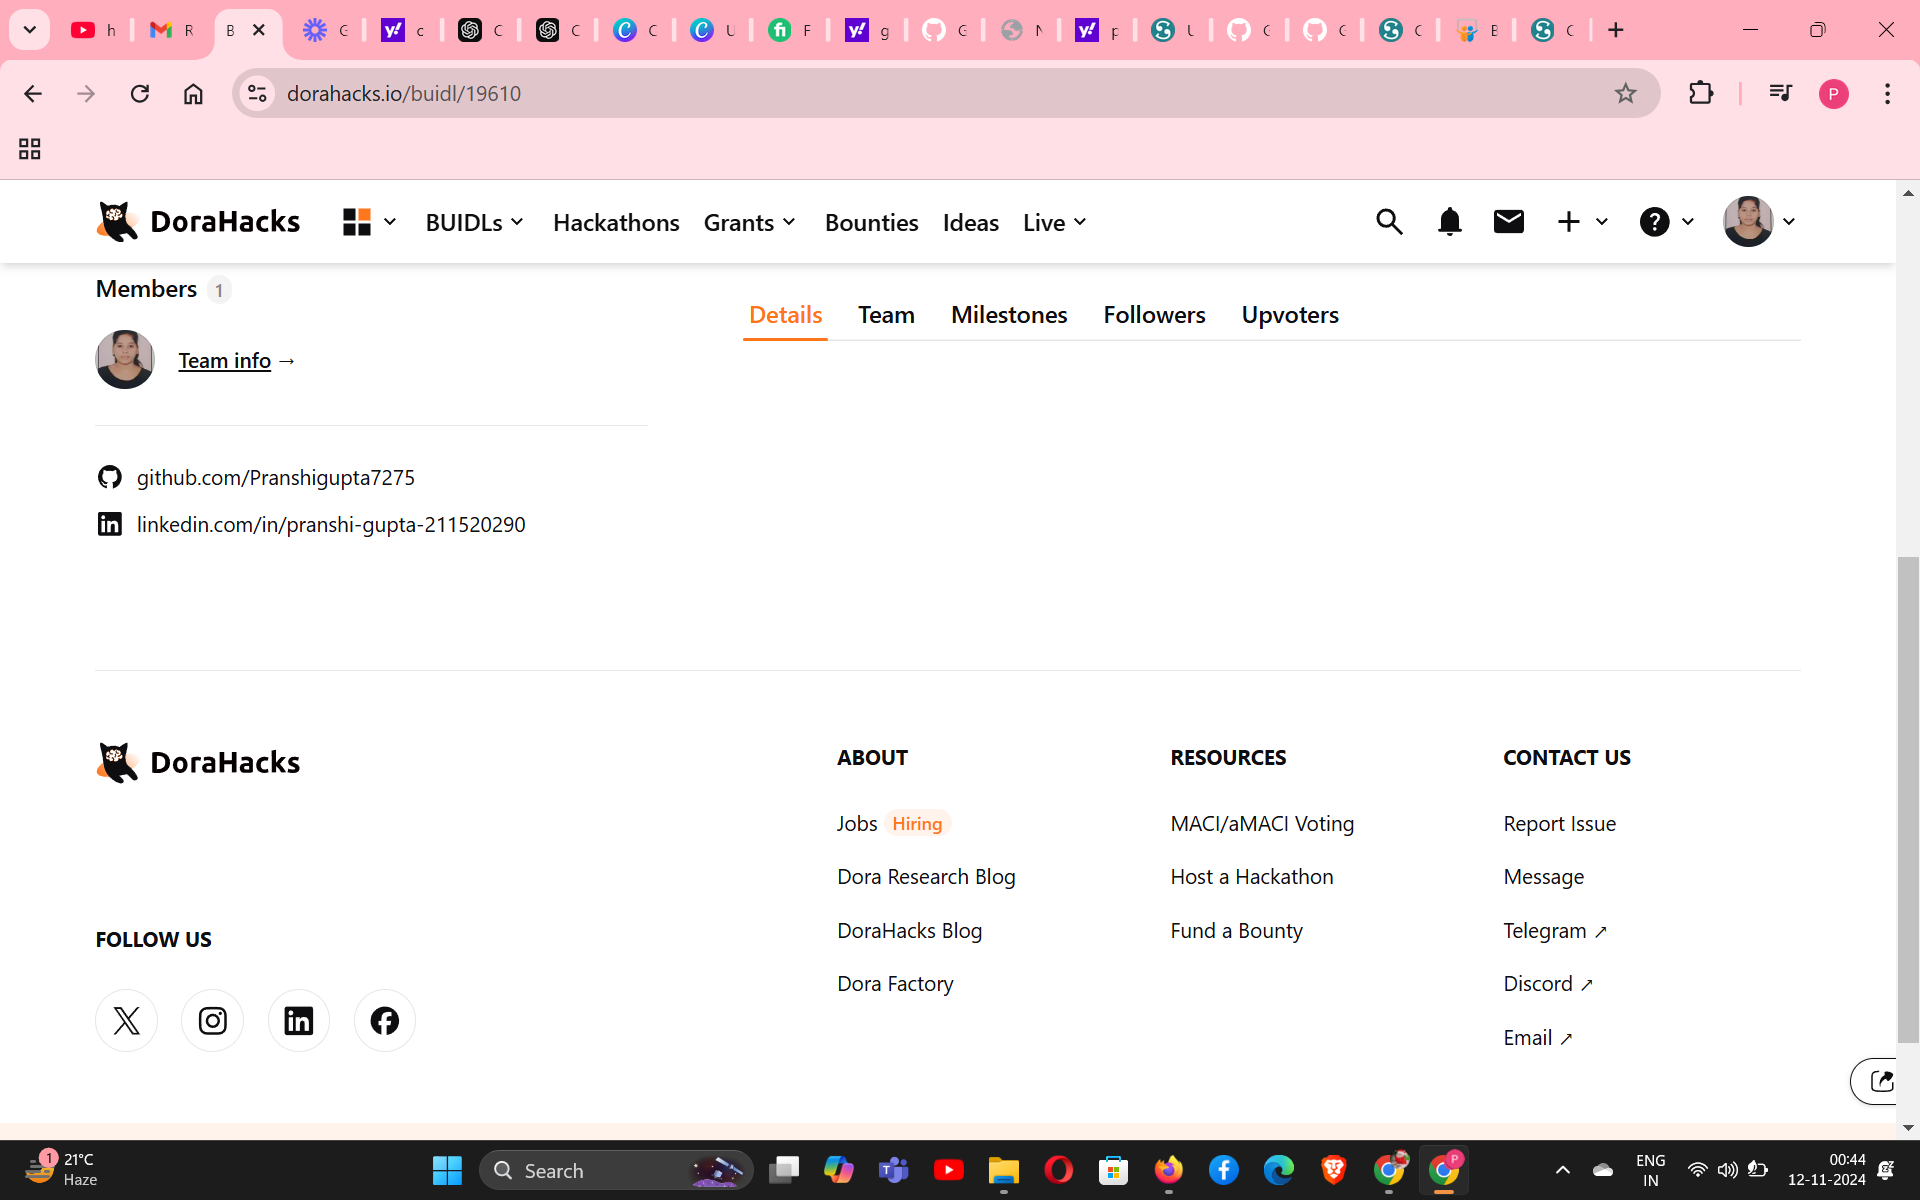 h
R
B
G
c
C
C
C
U
F
g
G
N
p
U
G
G
C
E
C
dorahacks.io/buidl/19610
P
DoraHacks
BUIDLs
Hackathons
Grants
Bounties
Ideas
Live
Members 1
Team info →
github.com/Pranshigupta7275
linkedin.com/in/pranshi-gupta-211520290
Details
Team
Milestones
Followers
Upvoters
DoraHacks
FOLLOW US
ABOUT
Jobs Hiring
Dora Research Blog
DoraHacks Blog
Dora Factory
RESOURCES
MACI/aMACI Voting
Host a Hackathon
Fund a Bounty
CONTACT US
Report Issue
Message
Telegram ↗
Discord ↗
Email ↗
1
21°C
Haze
Search
ENG
IN
00:44
12-11-2024